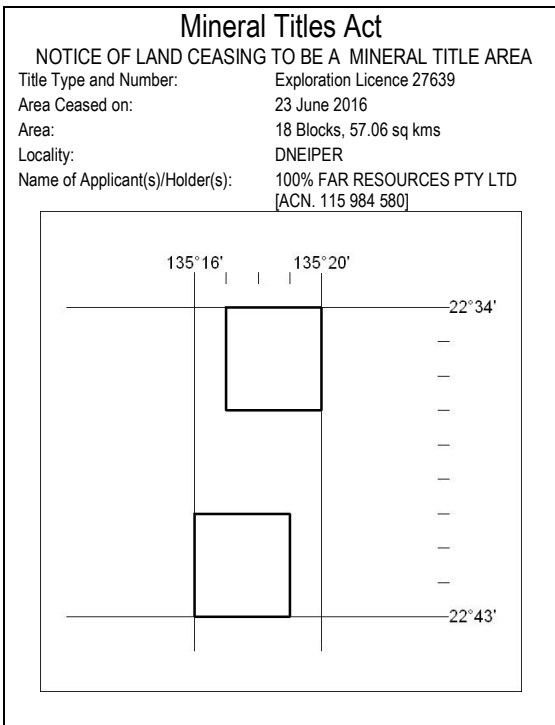 Mineral Titles Act
NOTICE OF LAND CEASING TO BE A MINERAL TITLE AREA
Title Type and Number: Exploration Licence 27639
Area Ceased on: 23 June 2016
Area: 18 Blocks, 57.06 sq kms
Locality: DNEIPER
Name of Applicant(s)/Holder(s): 100% FAR RESOURCES PTY LTD
[ACN. 115 984 580]
135°16' 135°20'
22°34'
22°43'